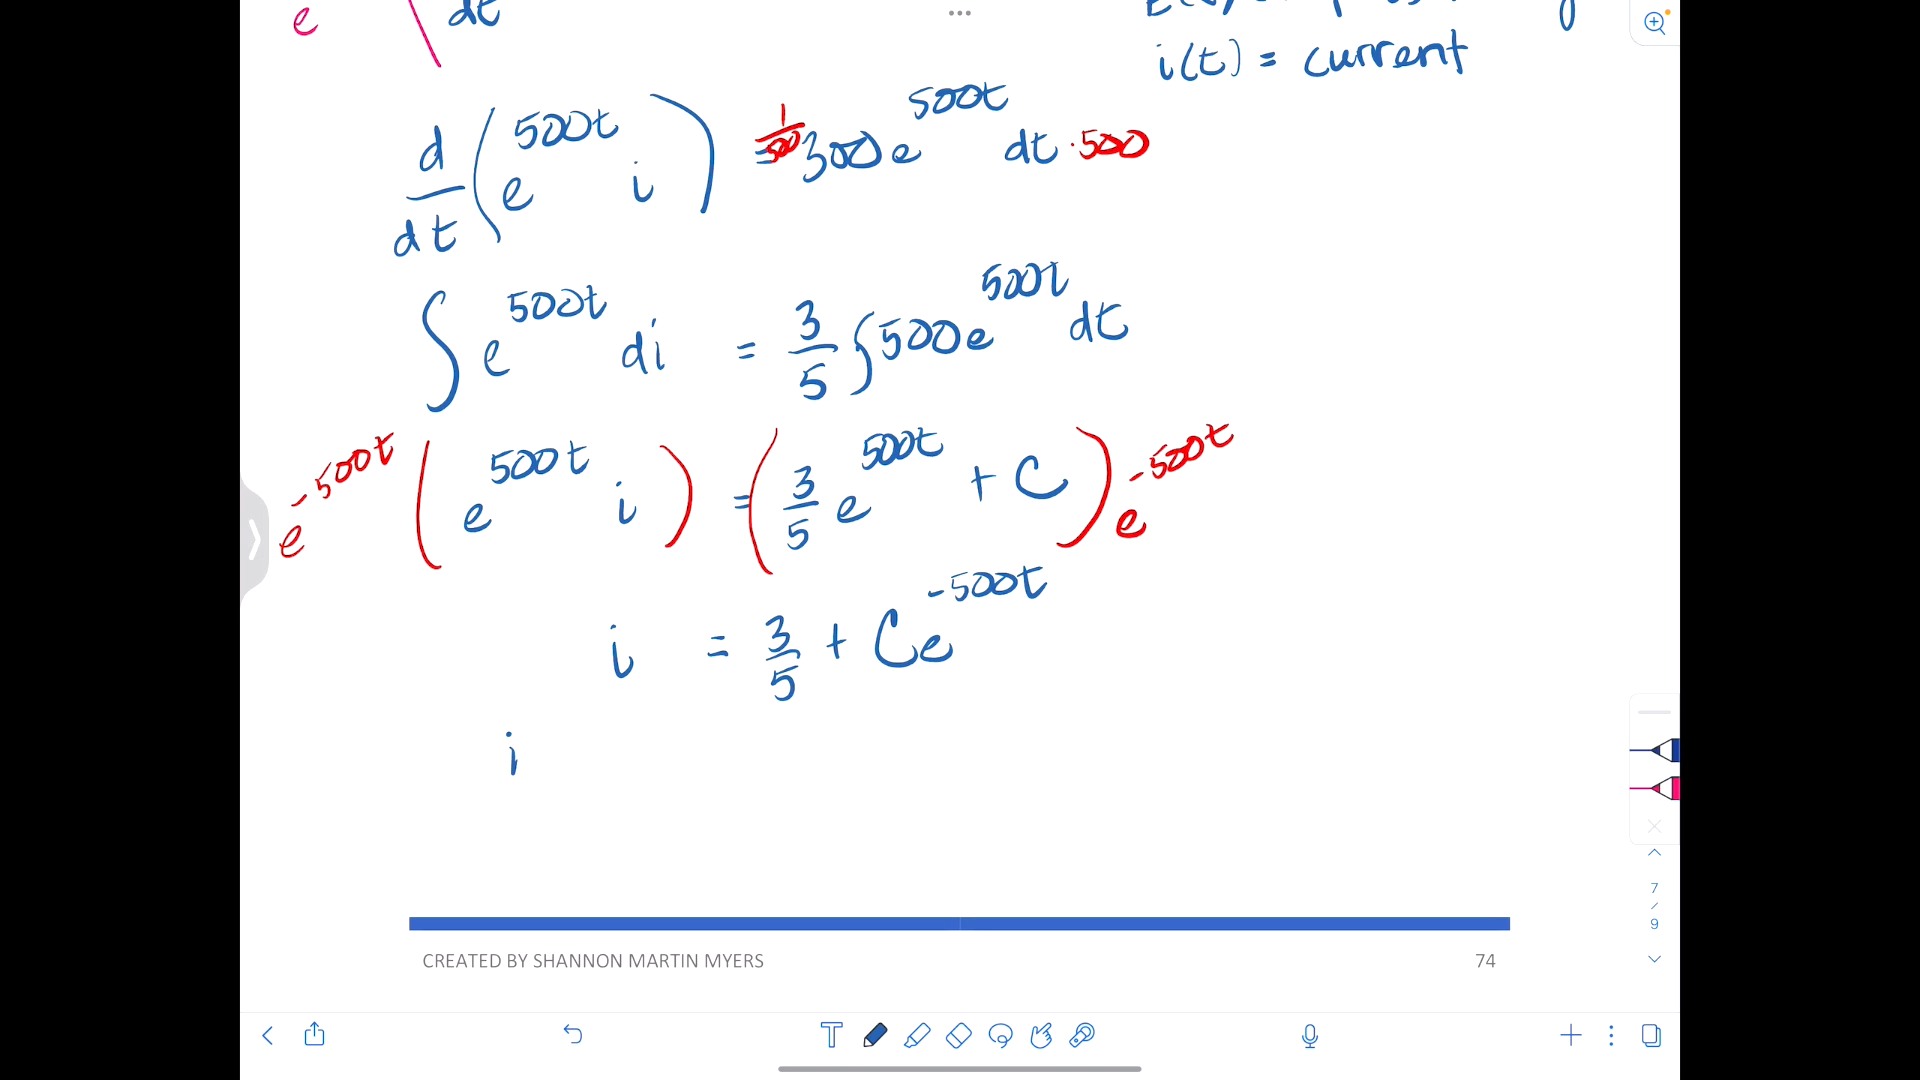 e dt
i(t) = current
d/dt (e^500t i) = 1/500 300 e^500t dt · 500
∫ e^500t di = 3/5 ∫ 500e^500t dt
e^-500t (e^500t i) = (3/5 e^500t + C) e^-500t
i = 3/5 + Ce^-500t
i
7
/
9
CREATED BY SHANNON MARTIN MYERS 74
T